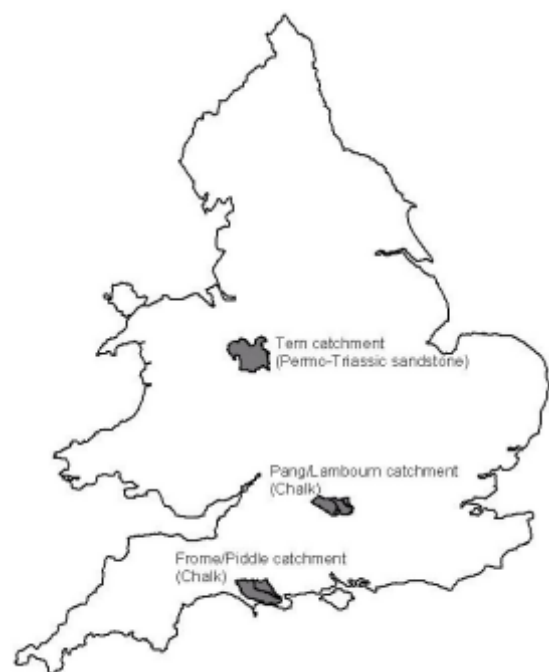 Tern catchment
(Permo-Triassic sandstone)
Pang/Lambourn catchment
(Chalk)
Frome/Piddle catchment
(Chalk)